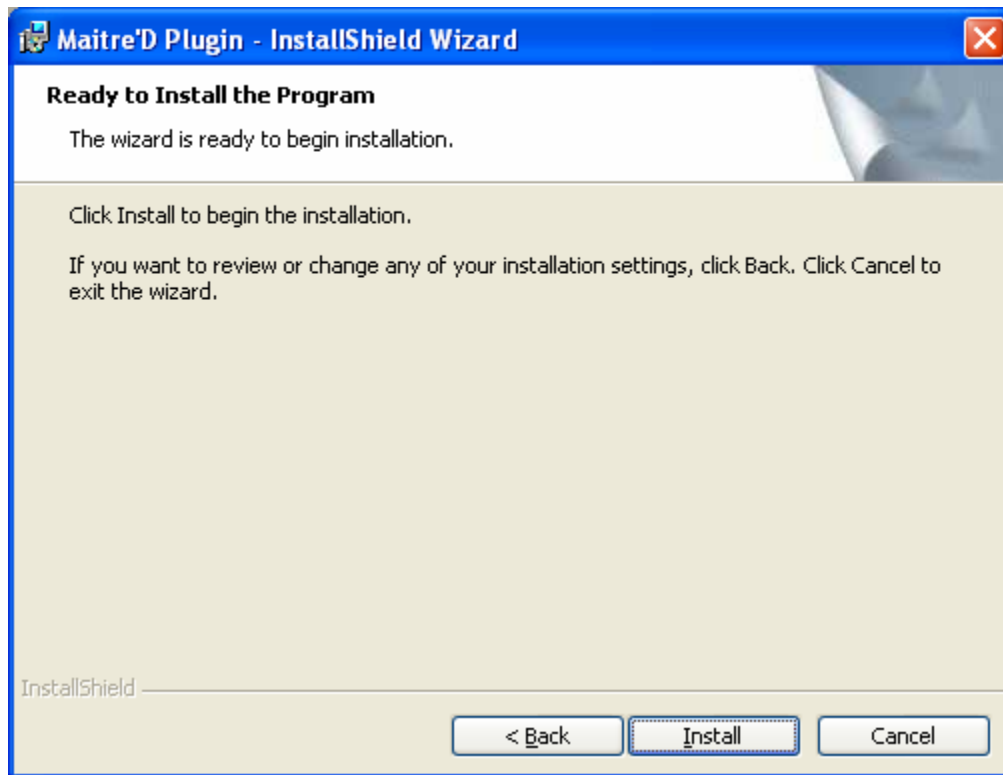 Maitre'D Plugin - InstallShield Wizard
Ready to Install the Program
The wizard is ready to begin installation.
Click Install to begin the installation.
If you want to review or change any of your installation settings, click Back. Click Cancel to
exit the wizard.
InstallShield
< Back
Install
Cancel